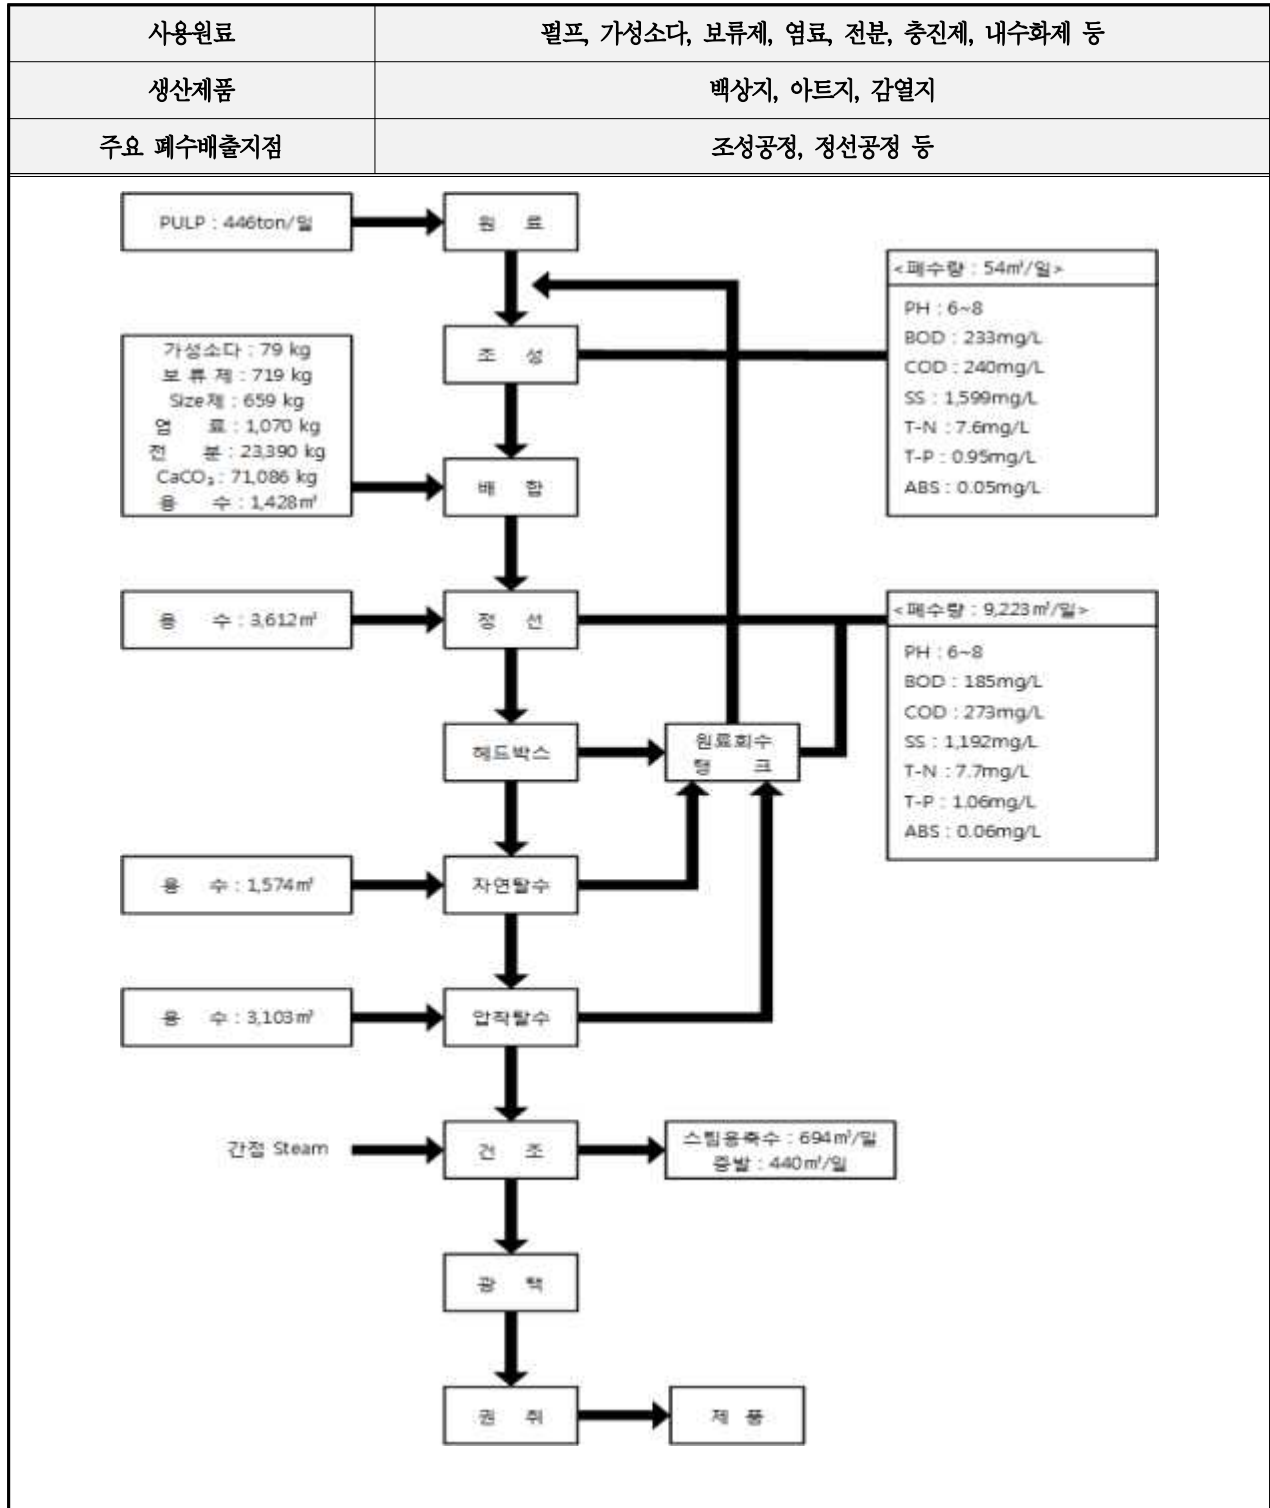 사용원료 펄프, 가성소다, 보류제, 염료, 전분, 충진제, 내수화제 등
생산제품 백상지, 아트지, 감열지
주요 폐수배출지점 조성공정, 정선공정 등
PULP : 446ton/일
원 료
<폐수량 : 54㎥/일>
PH : 6~8
BOD : 233mg/L
COD : 240mg/L
SS : 1,599mg/L
T-N : 7.6mg/L
T-P : 0.95mg/L
ABS : 0.05mg/L
조 성
가성소다 : 79 kg
보 류 제 : 719 kg
Size제 : 659 kg
염 료 : 1,070 kg
전 분 : 23,390 kg
CaCO₃ : 71,086 kg
용 수 : 1,428㎥
배 합
용 수 : 3,612㎥
정 선
<폐수량 : 9,223㎥/일>
PH : 6~8
BOD : 185mg/L
COD : 273mg/L
SS : 1,192mg/L
T-N : 7.7mg/L
T-P : 1.06mg/L
ABS : 0.06mg/L
헤드박스
원료회수
탱 크
용 수 : 1,574㎥
자연탈수
용 수 : 3,103㎥
압착탈수
간접 Steam
건 조
스팀응축수 : 694㎥/일
증발 : 440㎥/일
광 택
권 취
제 품